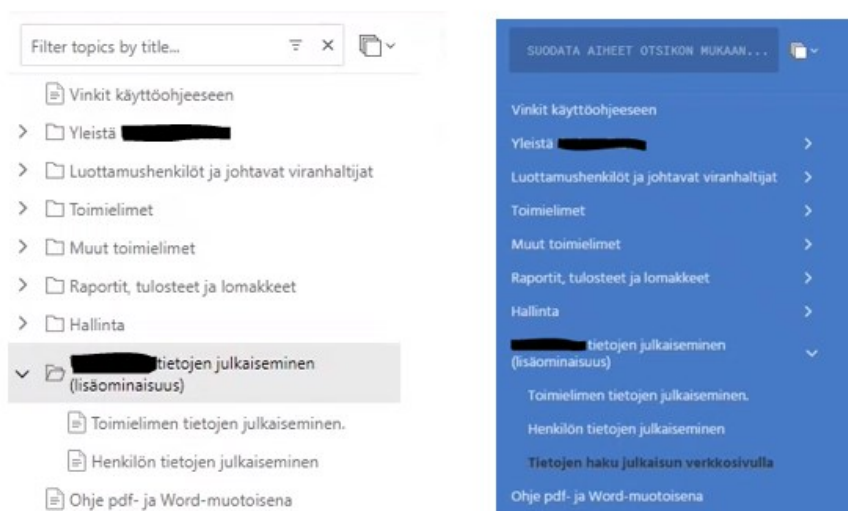 Filter topics by title...
Vinkit käyttöohjeeseen
Yleistä
Luottamushenkilöt ja johtavat viranhaltijat
Toimielimet
Muut toimielimet
Raportit, tulosteet ja lomakkeet
Hallinta
tietojen julkaiseminen
(lisäominaisuus)
Toimielimen tietojen julkaiseminen.
Henkilön tietojen julkaiseminen
Ohje pdf- ja Word-muotoisena
SUODATA AIHEET OTSIKON MUKAAN...
Vinkit käyttöohjeeseen
Yleistä
Luottamushenkilöt ja johtavat viranhaltijat
Toimielimet
Muut toimielimet
Raportit, tulosteet ja lomakkeet
Hallinta
tietojen julkaiseminen
(lisäominaisuus)
Toimielimen tietojen julkaiseminen.
Henkilön tietojen julkaiseminen
Tietojen haku julkaisun verkkosivulla
Ohje pdf- ja Word-muotoisena